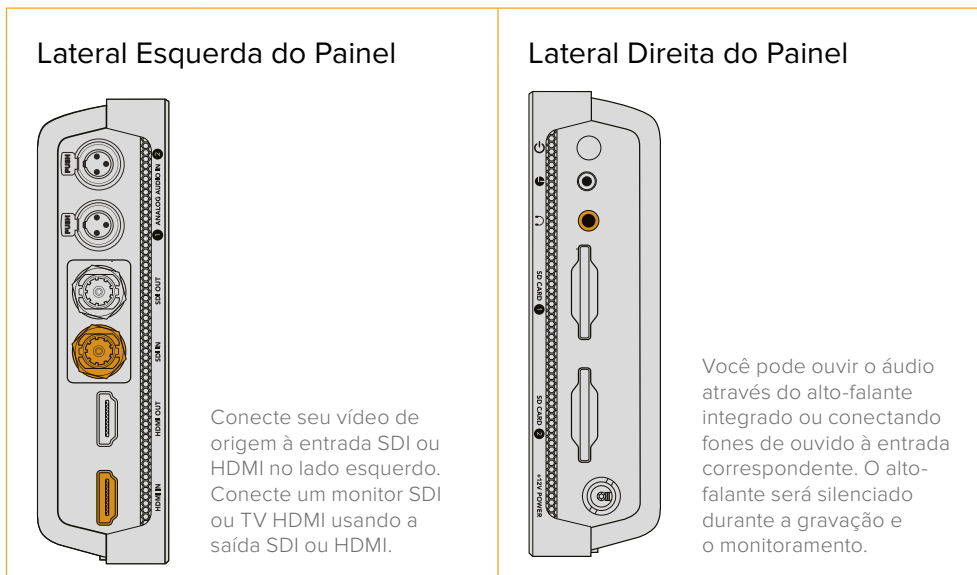 Lateral Esquerda do Painel
PUSH
PUSH
1 ANALOG AUDIO IN 2
SDI OUT
SDI IN
HDMI OUT
HDMI IN
Conecte seu vídeo de
origem à entrada SDI ou
HDMI no lado esquerdo.
Conecte um monitor SDI
ou TV HDMI usando a
saída SDI ou HDMI.
Lateral Direita do Painel
SD CARD 1
SD CARD 2
+12V POWER
Você pode ouvir o áudio
através do alto-falante
integrado ou conectando
fones de ouvido à entrada
correspondente. O alto-
falante será silenciado
durante a gravação e
o monitoramento.